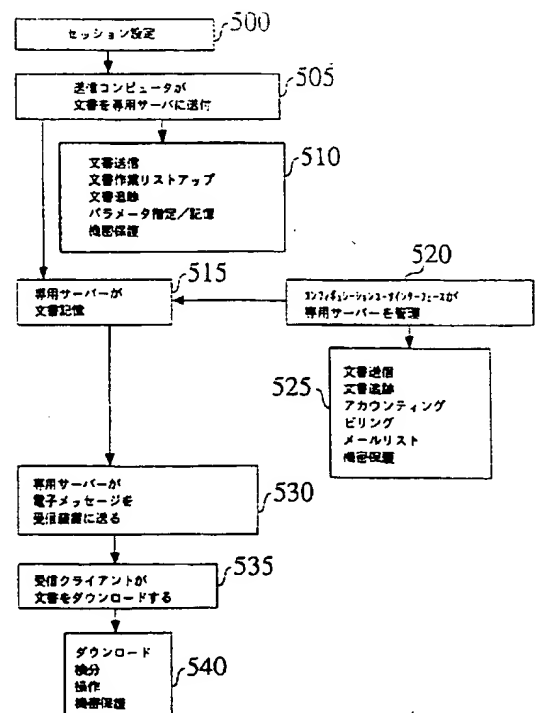 セッション設定
500
送信コンピュータが
文書を専用サーバに送付
505
文書送信
文書作業リストアップ
文書追跡
パラメータ指定/記憶
機密保護
510
専用サーバーが
文書記憶
515
520
コンフィギュレーションユーザインターフェースが
専用サーバーを管理
525
文書送信
文書追跡
アカウンティング
ビリング
メールリスト
機密保護
専用サーバーが
電子メッセージを
受信装置に送る
530
受信クライアントが
文書をダウンロードする
535
ダウンロード
検分
操作
機密保護
540